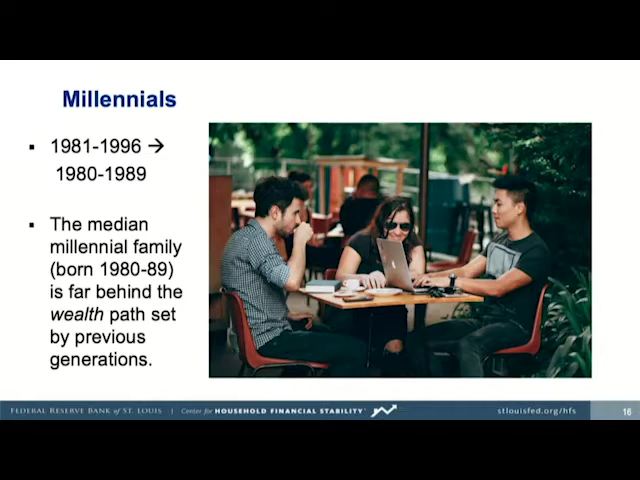 Millennials
▪ 1981-1996 →
1980-1989
▪ The median
millennial family
(born 1980-89)
is far behind the
wealth path set
by previous
generations.
FEDERAL RESERVE BANK of ST. LOUIS | Center for HOUSEHOLD FINANCIAL STABILITY stlouisfed.org/hfs 16